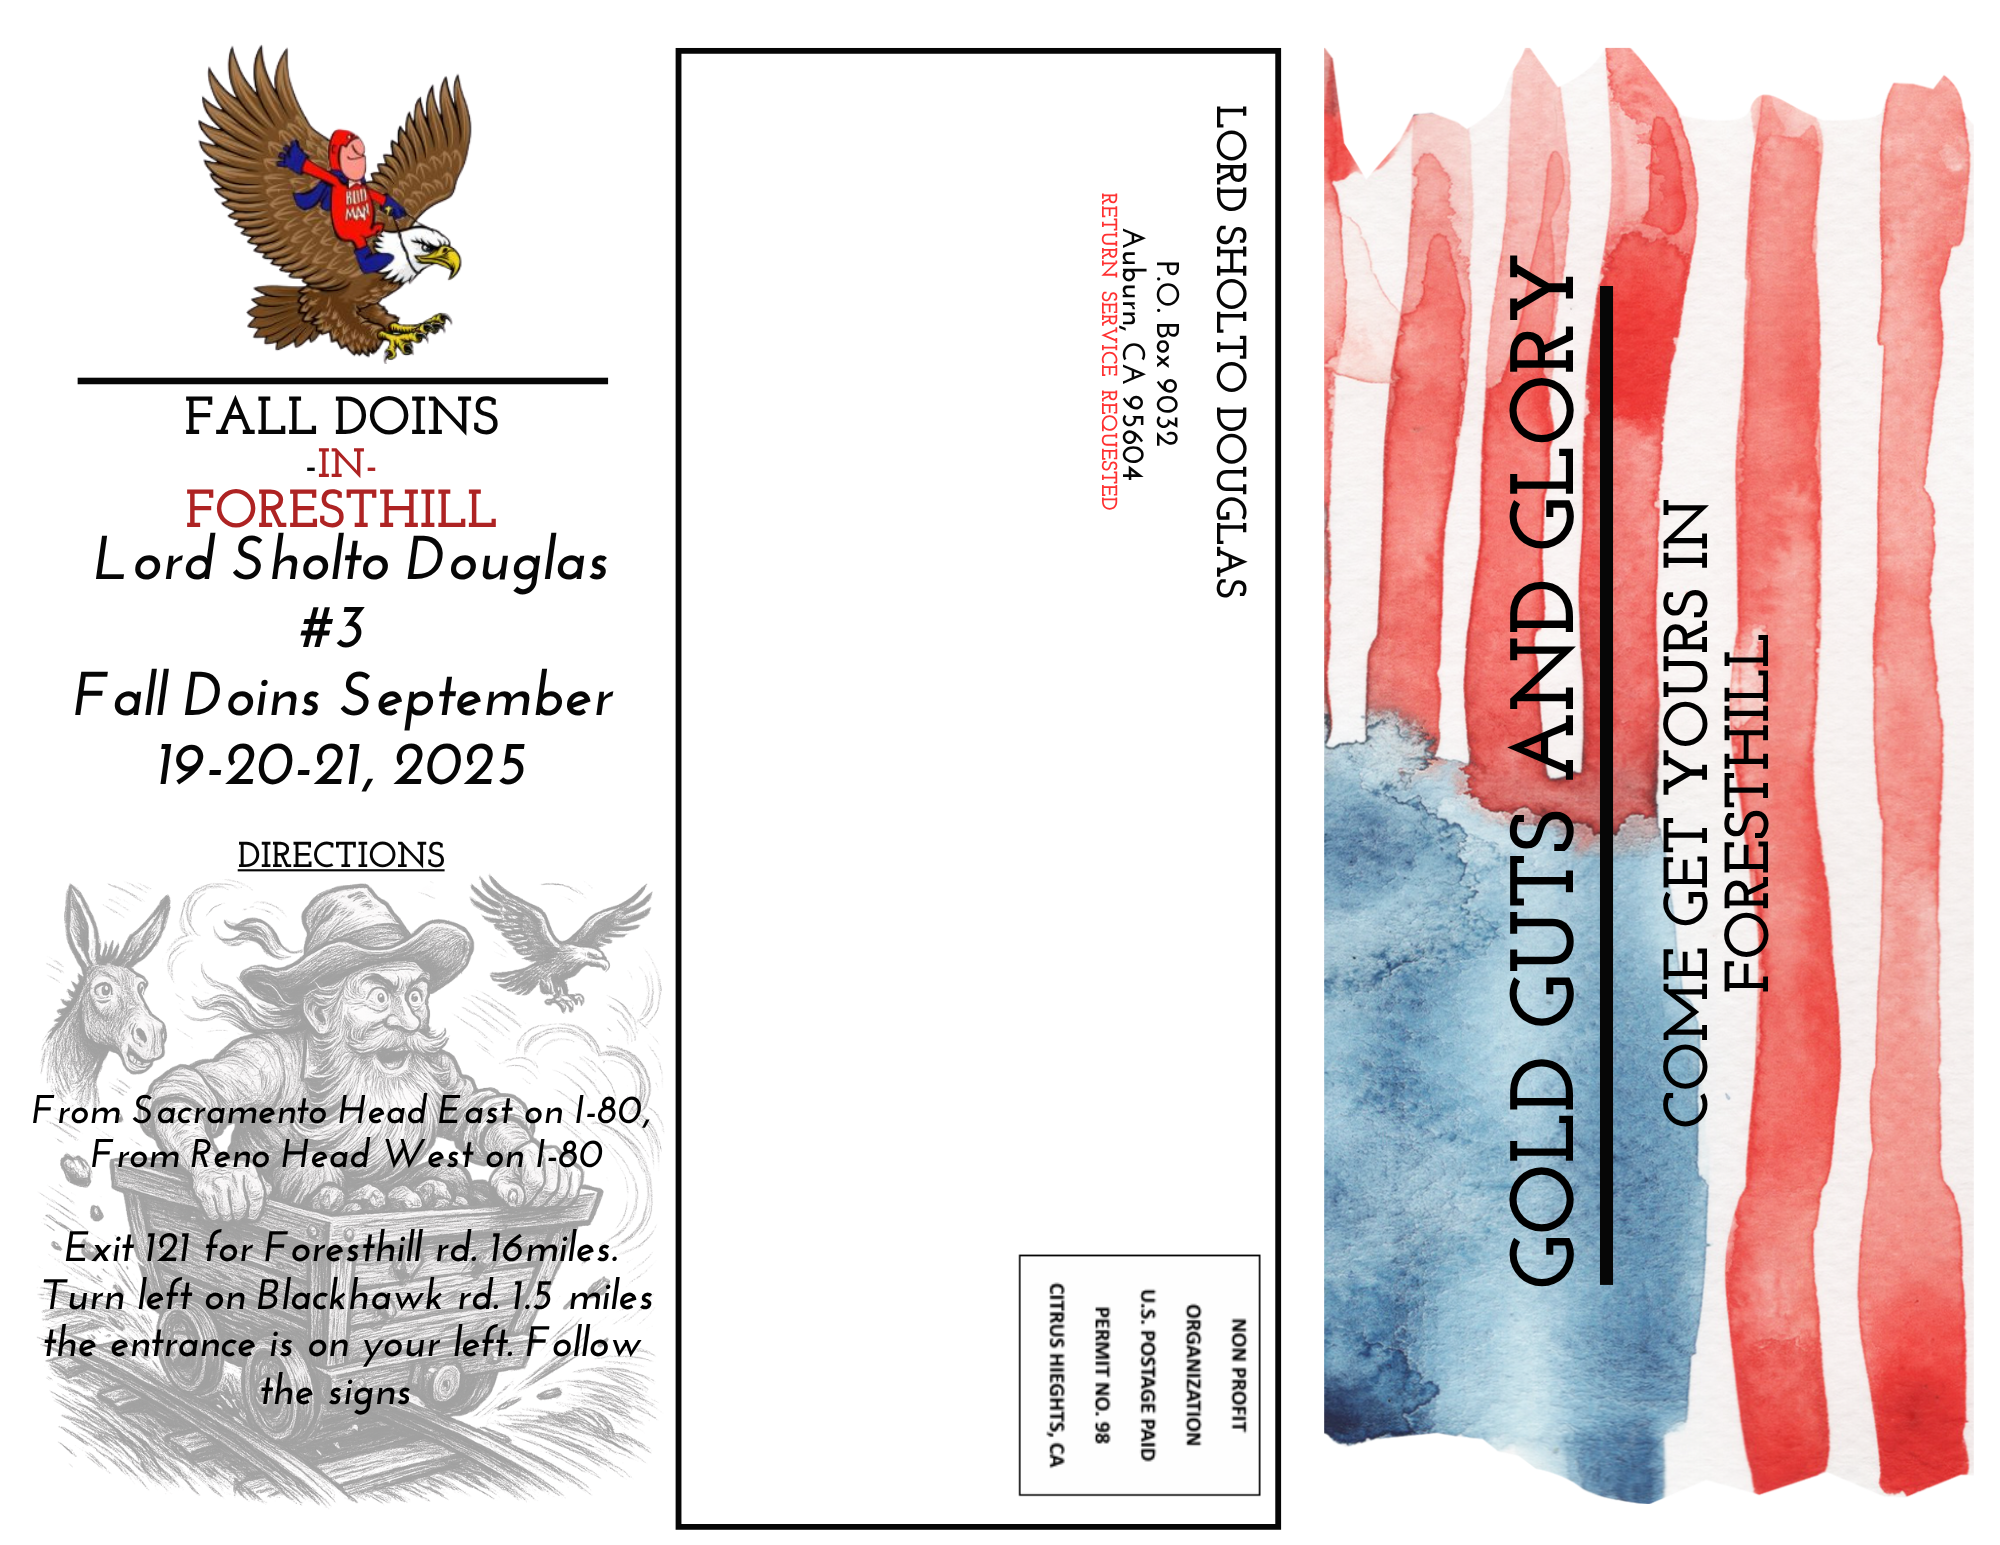 RUB
MAN
FALL DOINS
-IN-
FORESTHILL
Lord Sholto Douglas
#3
Fall Doins September
19-20-21, 2025
DIRECTIONS
From Sacramento Head East on I-80,
From Reno Head West on I-80
Exit 121 for Foresthill rd. 16miles.
Turn left on Blackhawk rd. 1.5 miles
the entrance is on your left. Follow
the signs
LORD SHOLTO DOUGLAS
P.O. Box 9032
Auburn, CA 95604
RETURN SERVICE REQUESTED
NON PROFIT
ORGANIZATION
U.S. POSTAGE PAID
PERMIT NO. 98
CITRUS HIEGHTS, CA
GOLD GUTS AND GLORY
COME GET YOURS IN
FORESTHILL